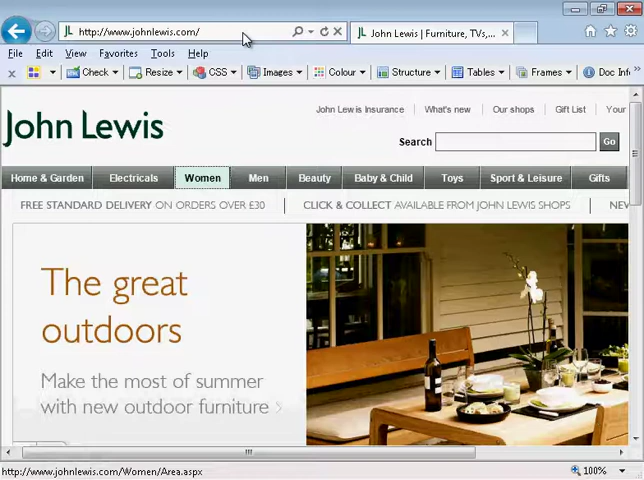 http://www.johnlewis.com/
John Lewis | Furniture, TVs,...
File Edit View Favorites Tools Help
Check Resize CSS Images Colour Structure Tables Frames Doc Info
John Lewis Insurance What's new Our shops Gift List Your
John Lewis
Search Go
Home & Garden Electricals Women Men Beauty Baby & Child Toys Sport & Leisure Gifts
FREE STANDARD DELIVERY ON ORDERS OVER £30 CLICK & COLLECT AVAILABLE FROM JOHN LEWIS SHOPS NEW
The great
outdoors
Make the most of summer
with new outdoor furniture >
http://www.johnlewis.com/Women/Area.aspx
100%